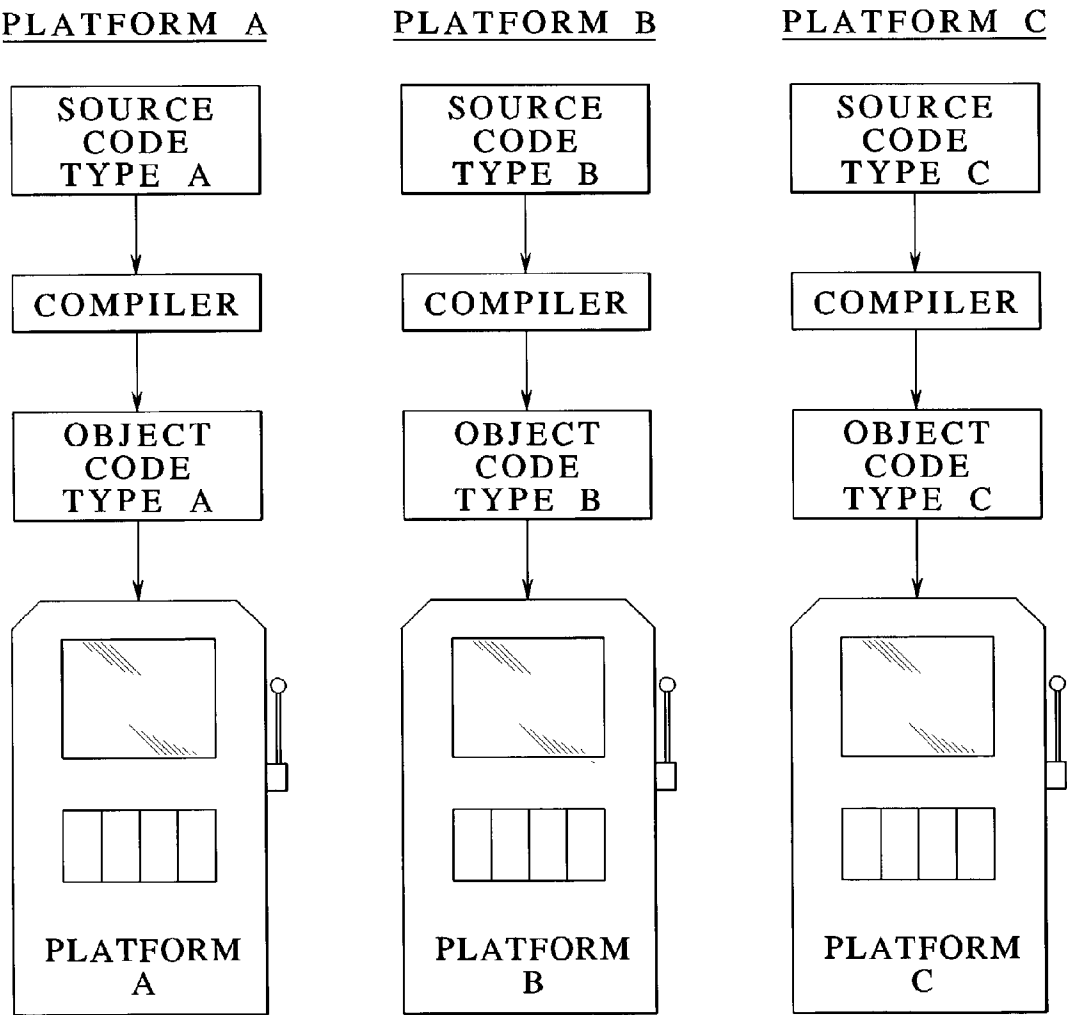 PLATFORM A
SOURCE
CODE
TYPE A
COMPILER
OBJECT
CODE
TYPE A
PLATFORM
A
PLATFORM B
SOURCE
CODE
TYPE B
COMPILER
OBJECT
CODE
TYPE B
PLATFORM
B
PLATFORM C
SOURCE
CODE
TYPE C
COMPILER
OBJECT
CODE
TYPE C
PLATFORM
C